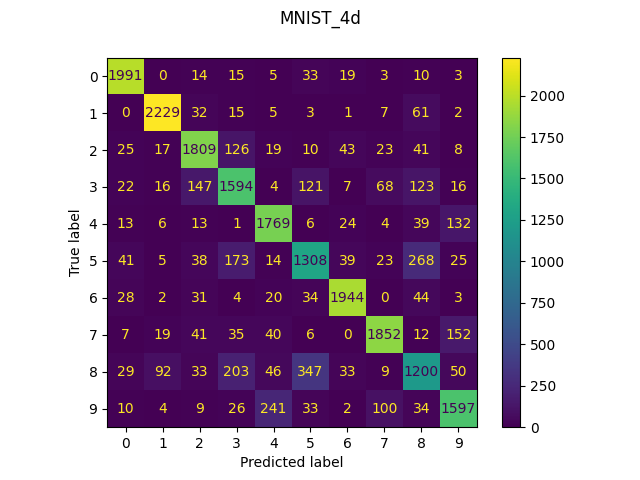 MNIST_4d
0 1991 0 14 15 5 33 19 3 10 3
1 0 2229 32 15 5 3 1 7 61 2
2 25 17 1809 126 19 10 43 23 41 8
3 22 16 147 1594 4 121 7 68 123 16
4 13 6 13 1 1769 6 24 4 39 132
5 41 5 38 173 14 1308 39 23 268 25
6 28 2 31 4 20 34 1944 0 44 3
7 7 19 41 35 40 6 0 1852 12 152
8 29 92 33 203 46 347 33 9 1200 50
9 10 4 9 26 241 33 2 100 34 1597
0 1 2 3 4 5 6 7 8 9
Predicted label
True label
2000
1750
1500
1250
1000
750
500
250
0